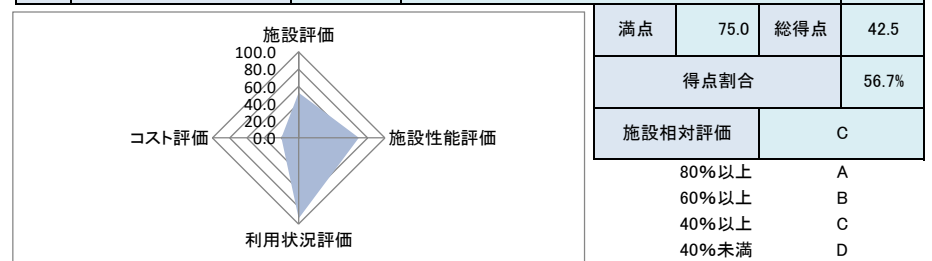 施設評価
100.0
80.0
60.0
40.0
20.0
0.0
コスト評価
施設性能評価
利用状況評価
満点 75.0 総得点 42.5
得点割合 56.7%
施設相対評価 C
80%以上 A
60%以上 B
40%以上 C
40%未満 D